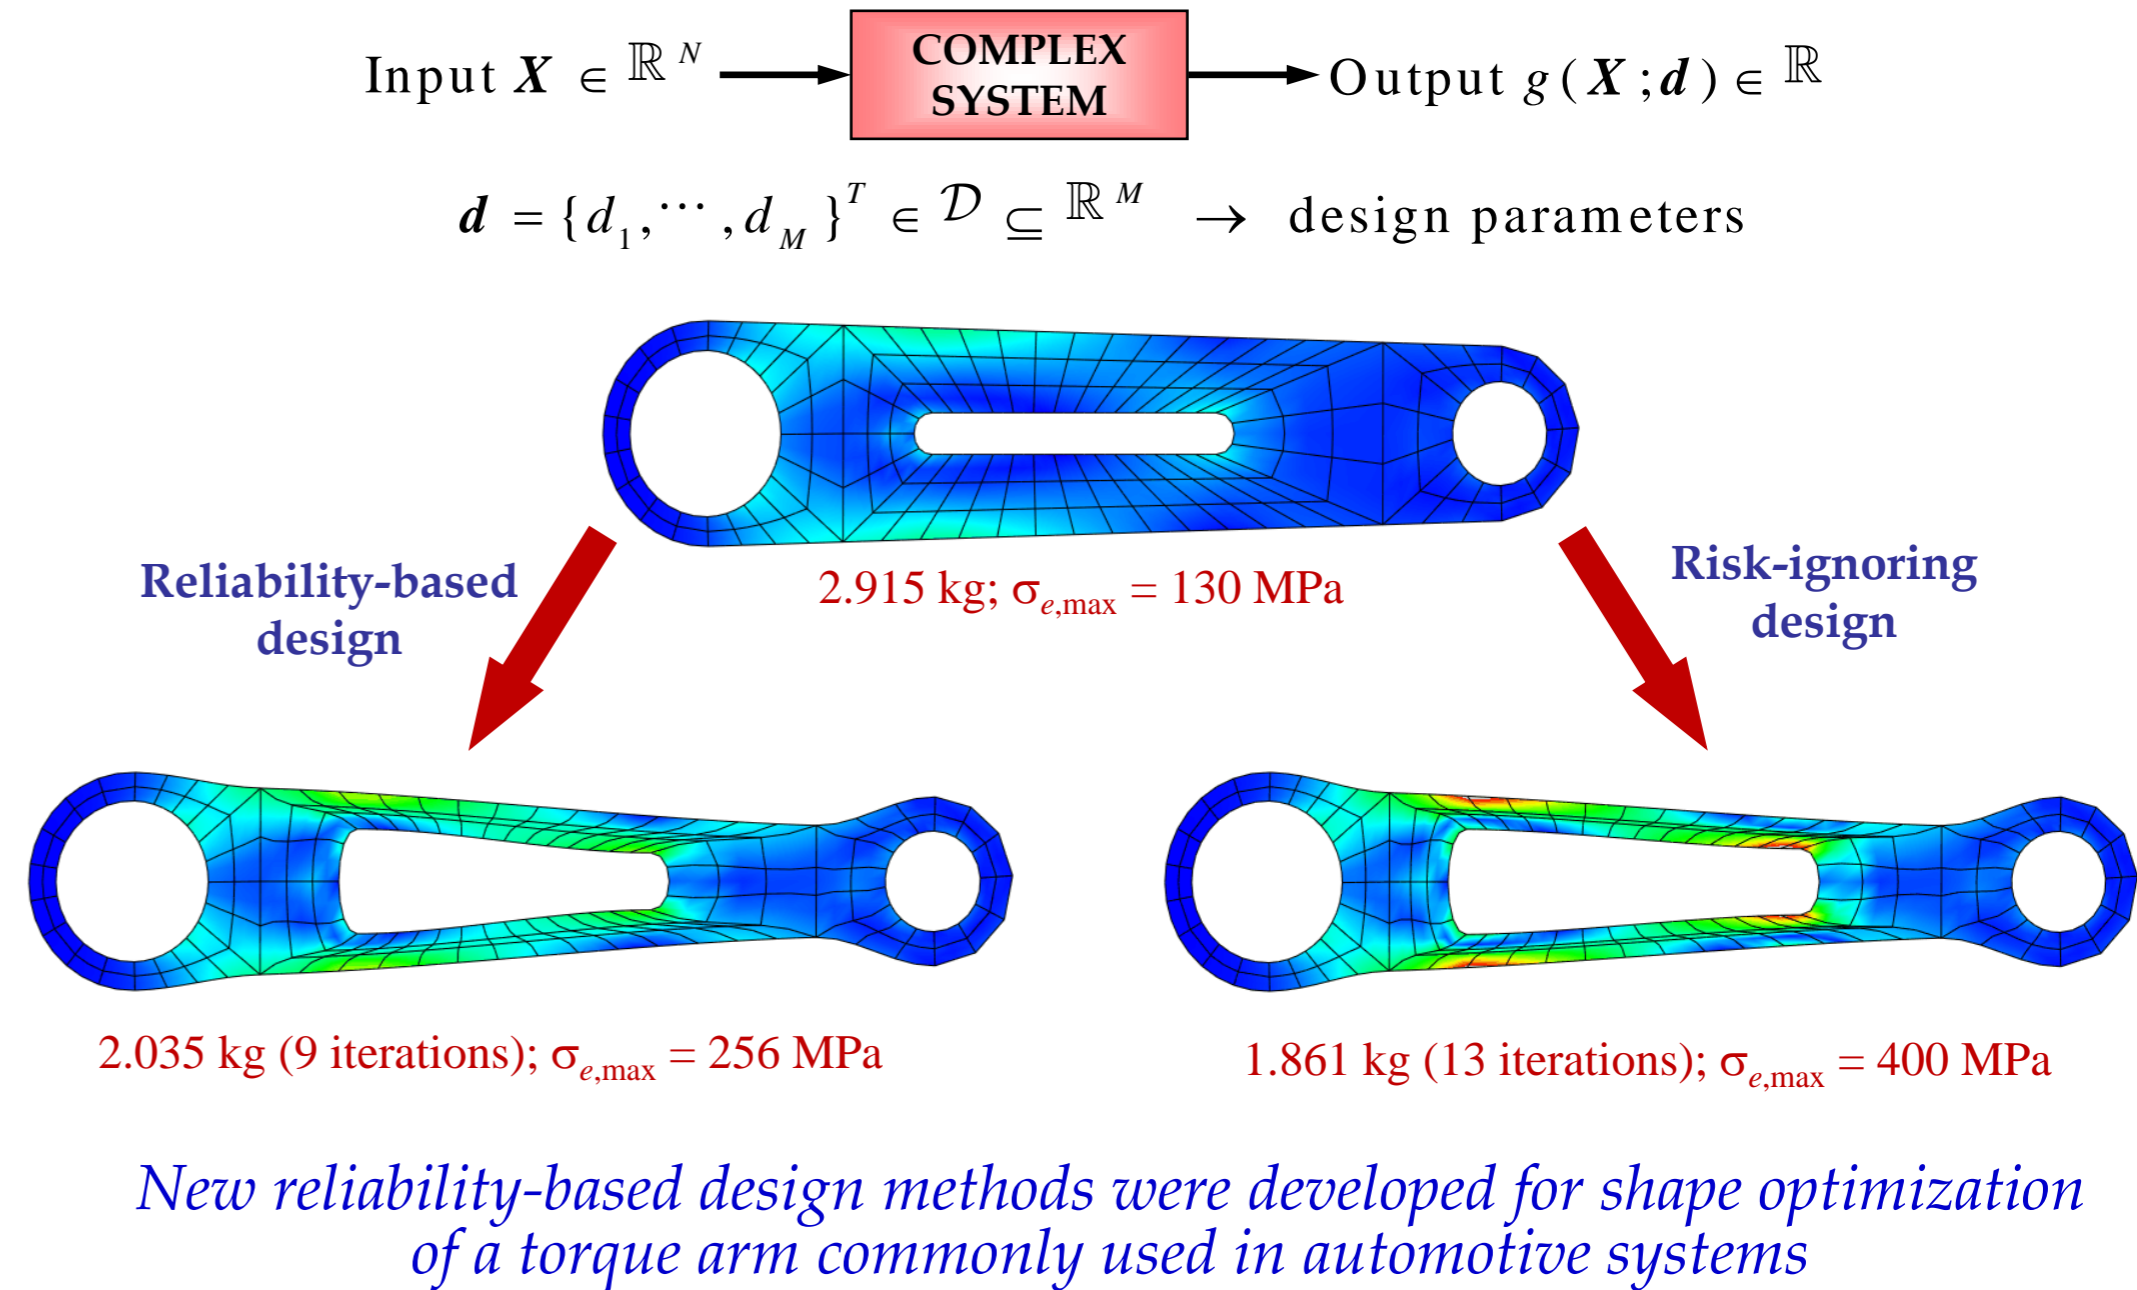 Input X ∈ ℝ^N → COMPLEX SYSTEM → Output g(X;d) ∈ ℝ
d = {d_1,⋯,d_M}^T ∈ 𝒟 ⊆ ℝ^M → design parameters
Reliability-based
design
2.915 kg; σ_e,max = 130 MPa
Risk-ignoring
design
2.035 kg (9 iterations); σ_e,max = 256 MPa
1.861 kg (13 iterations); σ_e,max = 400 MPa
New reliability-based design methods were developed for shape optimization
of a torque arm commonly used in automotive systems